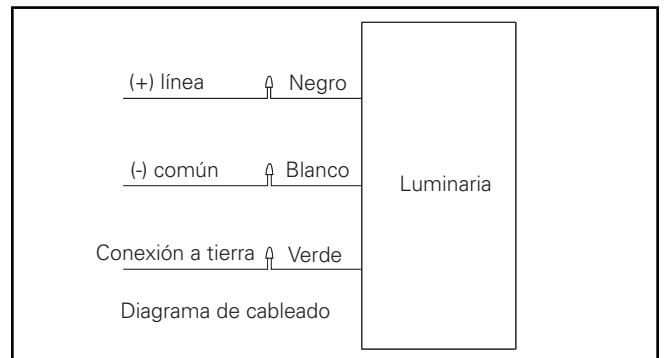 (+) línea Negro
(-) común Blanco
Luminaria
Conexión a tierra Verde
Diagrama de cableado